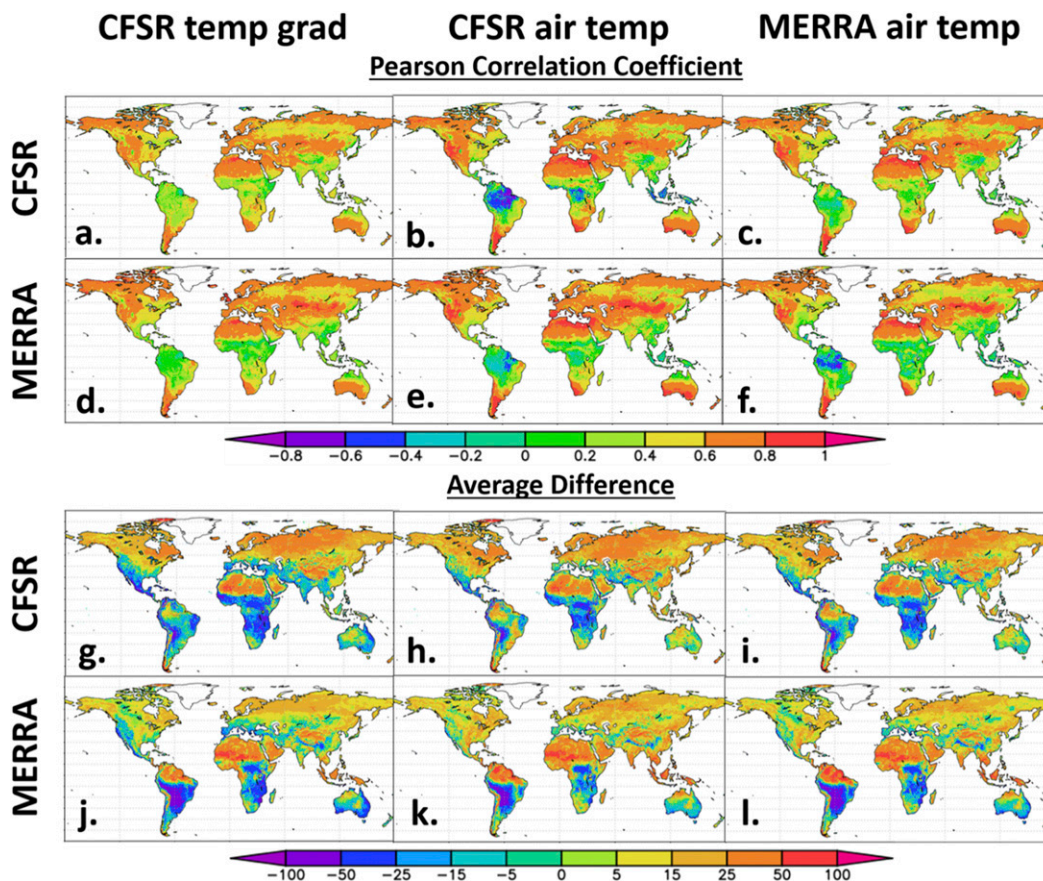 CFSR temp grad CFSR air temp MERRA air temp
Pearson Correlation Coefficient
CFSR
a. b. c.
MERRA
d. e. f.
−0.8 −0.6 −0.4 −0.2 0 0.2 0.4 0.6 0.8 1
Average Difference
CFSR
g. h. i.
MERRA
j. k. l.
−100 −50 −25 −15 −5 0 5 15 25 50 100